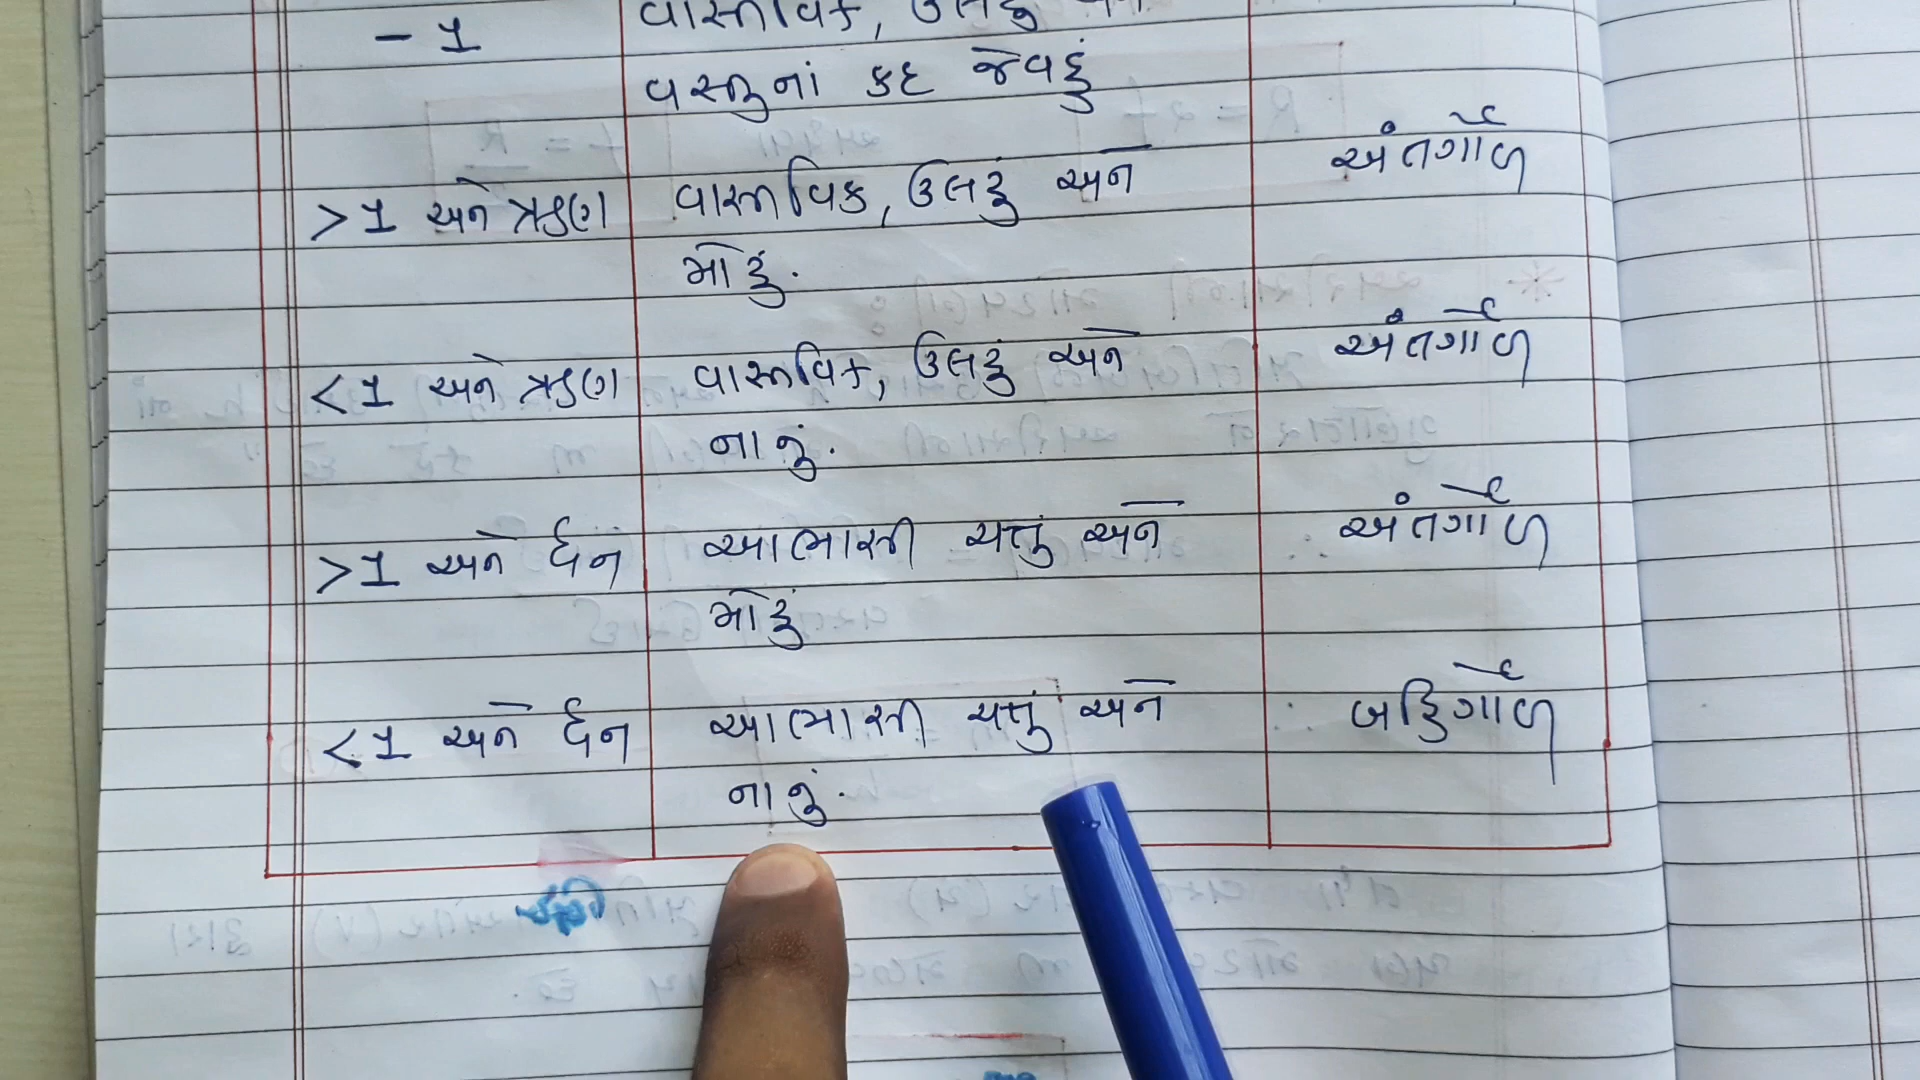 - 1 વાસ્તવિક, ઉલટું
વસ્તુનાં કદ જેવડું
>1 અને ઋણ વાસ્તવિક, ઉલટું અને અંતર્ગોળ
મોટું.
<1 અને ઋણ વાસ્તવિક, ઉલટું અને અંતર્ગોળ
નાનું.
>1 અને ધન આભાસી ચત્તું અને અંતર્ગોળ
મોટું
<1 અને ધન આભાસી ચત્તું અને બહિર્ગોળ
નાનું.